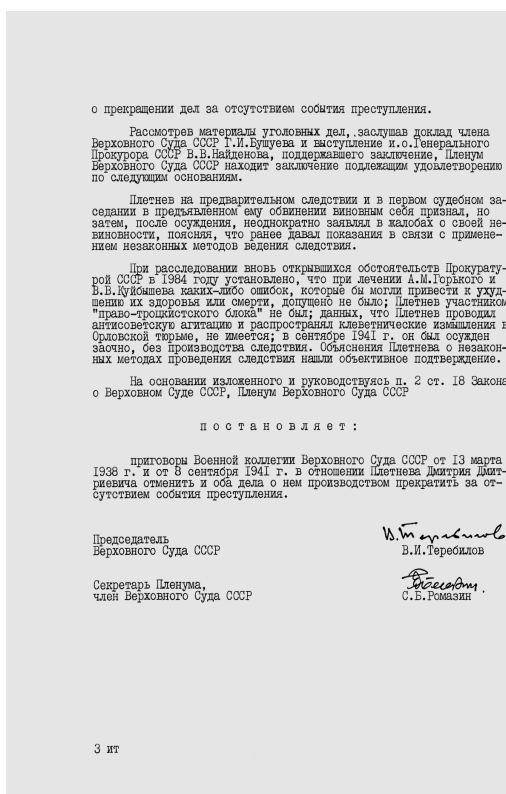 о прекращении дел за отсутствием события преступления.
Рассмотрев материалы уголовных дел, заслушав доклад члена
Верховного Суда СССР Г.И.Бушуева и выступление и.о.Генерального
Прокурора СССР В.В.Найденова, поддержавшего заключение, Пленум
Верховного Суда СССР находит заключение подлежащим удовлетворению
по следующим основаниям.
Плетнев на предварительном следствии и в первом судебном за-
седании в предъявленном ему обвинении виновным себя признал, но
затем, после осуждения, неоднократно заявлял в жалобах о своей не-
виновности, поясняя, что ранее давал показания в связи с примене-
нием незаконных методов ведения следствия.
При расследовании вновь открывшихся обстоятельств Прокурату-
рой СССР в 1984 году установлено, что при лечении А.М.Горького и
В.В.Куйбышева каких-либо ошибок, которые бы могли привести к ухуд-
шению их здоровья или смерти, допущено не было; Плетнев участником
"право-троцкистского блока" не был; данных, что Плетнев проводил
антисоветскую агитацию и распространял клеветнические измышления в
Орловской тюрьме, не имеется; в сентябре 1941 г. он был осужден
заочно, без производства следствия. Объяснения Плетнева о незакон-
ных методах проведения следствия нашли объективное подтверждение.
На основании изложенного и руководствуясь п. 2 ст. 18 Закона
о Верховном Суде СССР, Пленум Верховного Суда СССР
п о с т а н о в л я е т :
приговоры Военной коллегии Верховного Суда СССР от 13 марта
1938 г. и от 8 сентября 1941 г. в отношении Плетнева Дмитрия Дмит-
риевича отменить и оба дела о нем производством прекратить за от-
сутствием события преступления.
Председатель
Верховного Суда СССР В.И.Теребилов
Секретарь Пленума,
член Верховного Суда СССР С.Б.Ромазин
3 ит